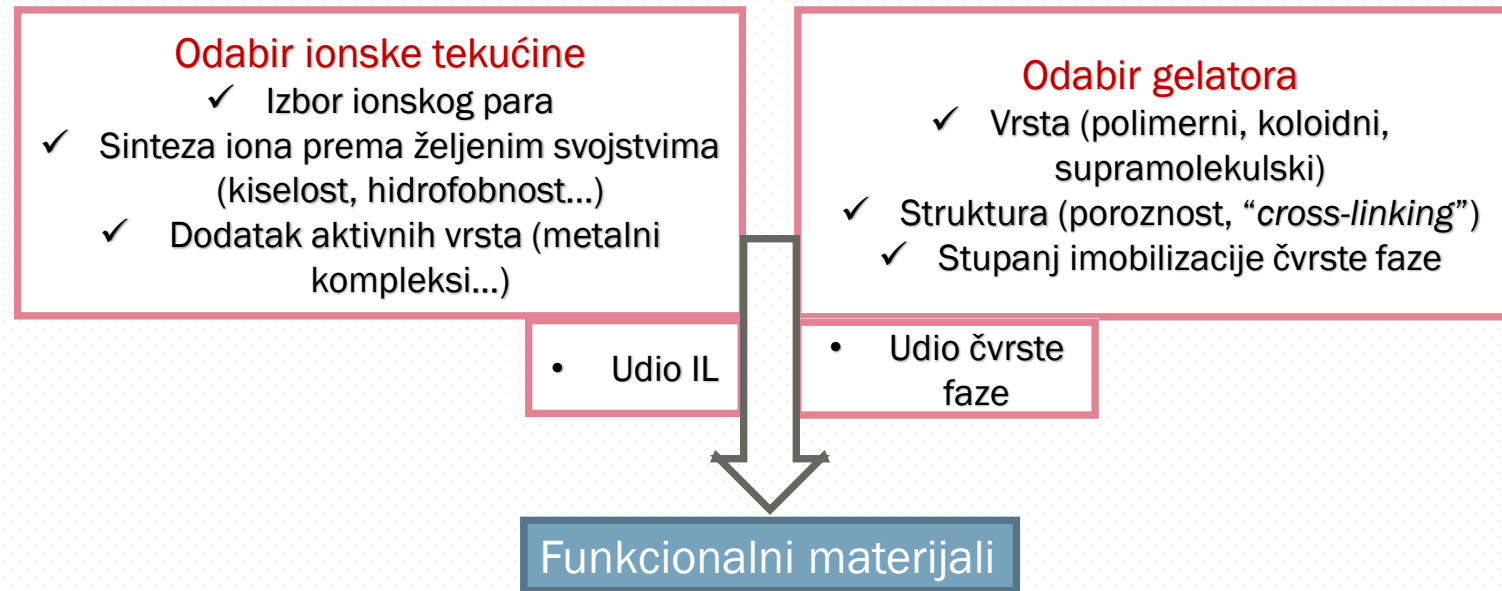 Odabir ionske tekućine
✓ Izbor ionskog para
✓ Sinteza iona prema željenim svojstvima
(kiselost, hidrofobnost…)
✓ Dodatak aktivnih vrsta (metalni
kompleksi…)
Odabir gelatora
✓ Vrsta (polimerni, koloidni,
supramolekulski)
✓ Struktura (poroznost, “cross-linking”)
✓ Stupanj imobilizacije čvrste faze
• Udio IL
• Udio čvrste
faze
Funkcionalni materijali